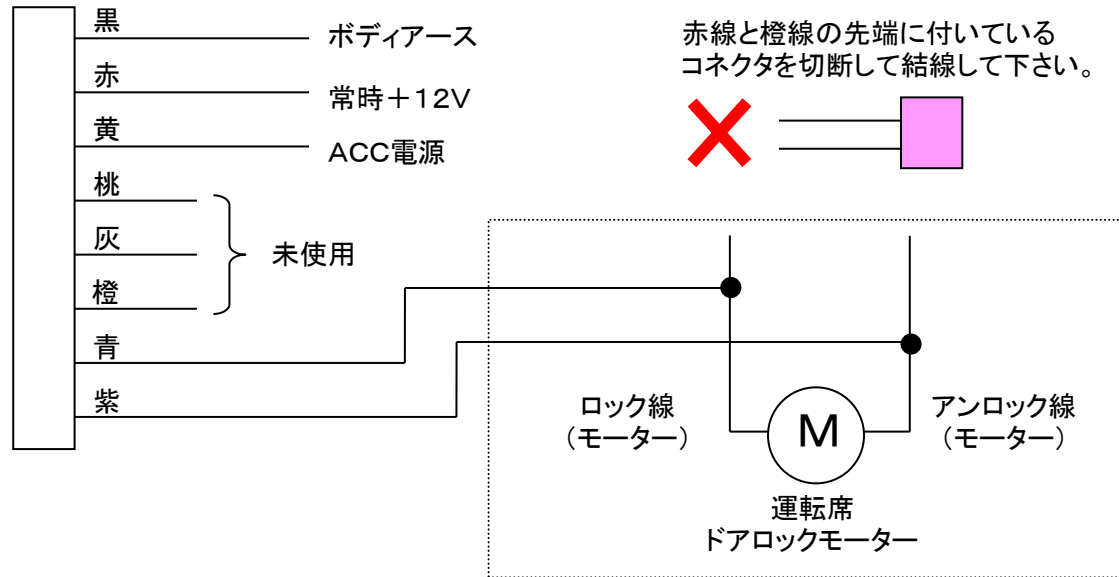 黒
ボディアース
赤
常時＋12V
黄
ACC電源
桃
灰
未使用
橙
青
紫
赤線と橙線の先端に付いている
コネクタを切断して結線して下さい。
ロック線
（モーター）
M
アンロック線
（モーター）
運転席
ドアロックモーター